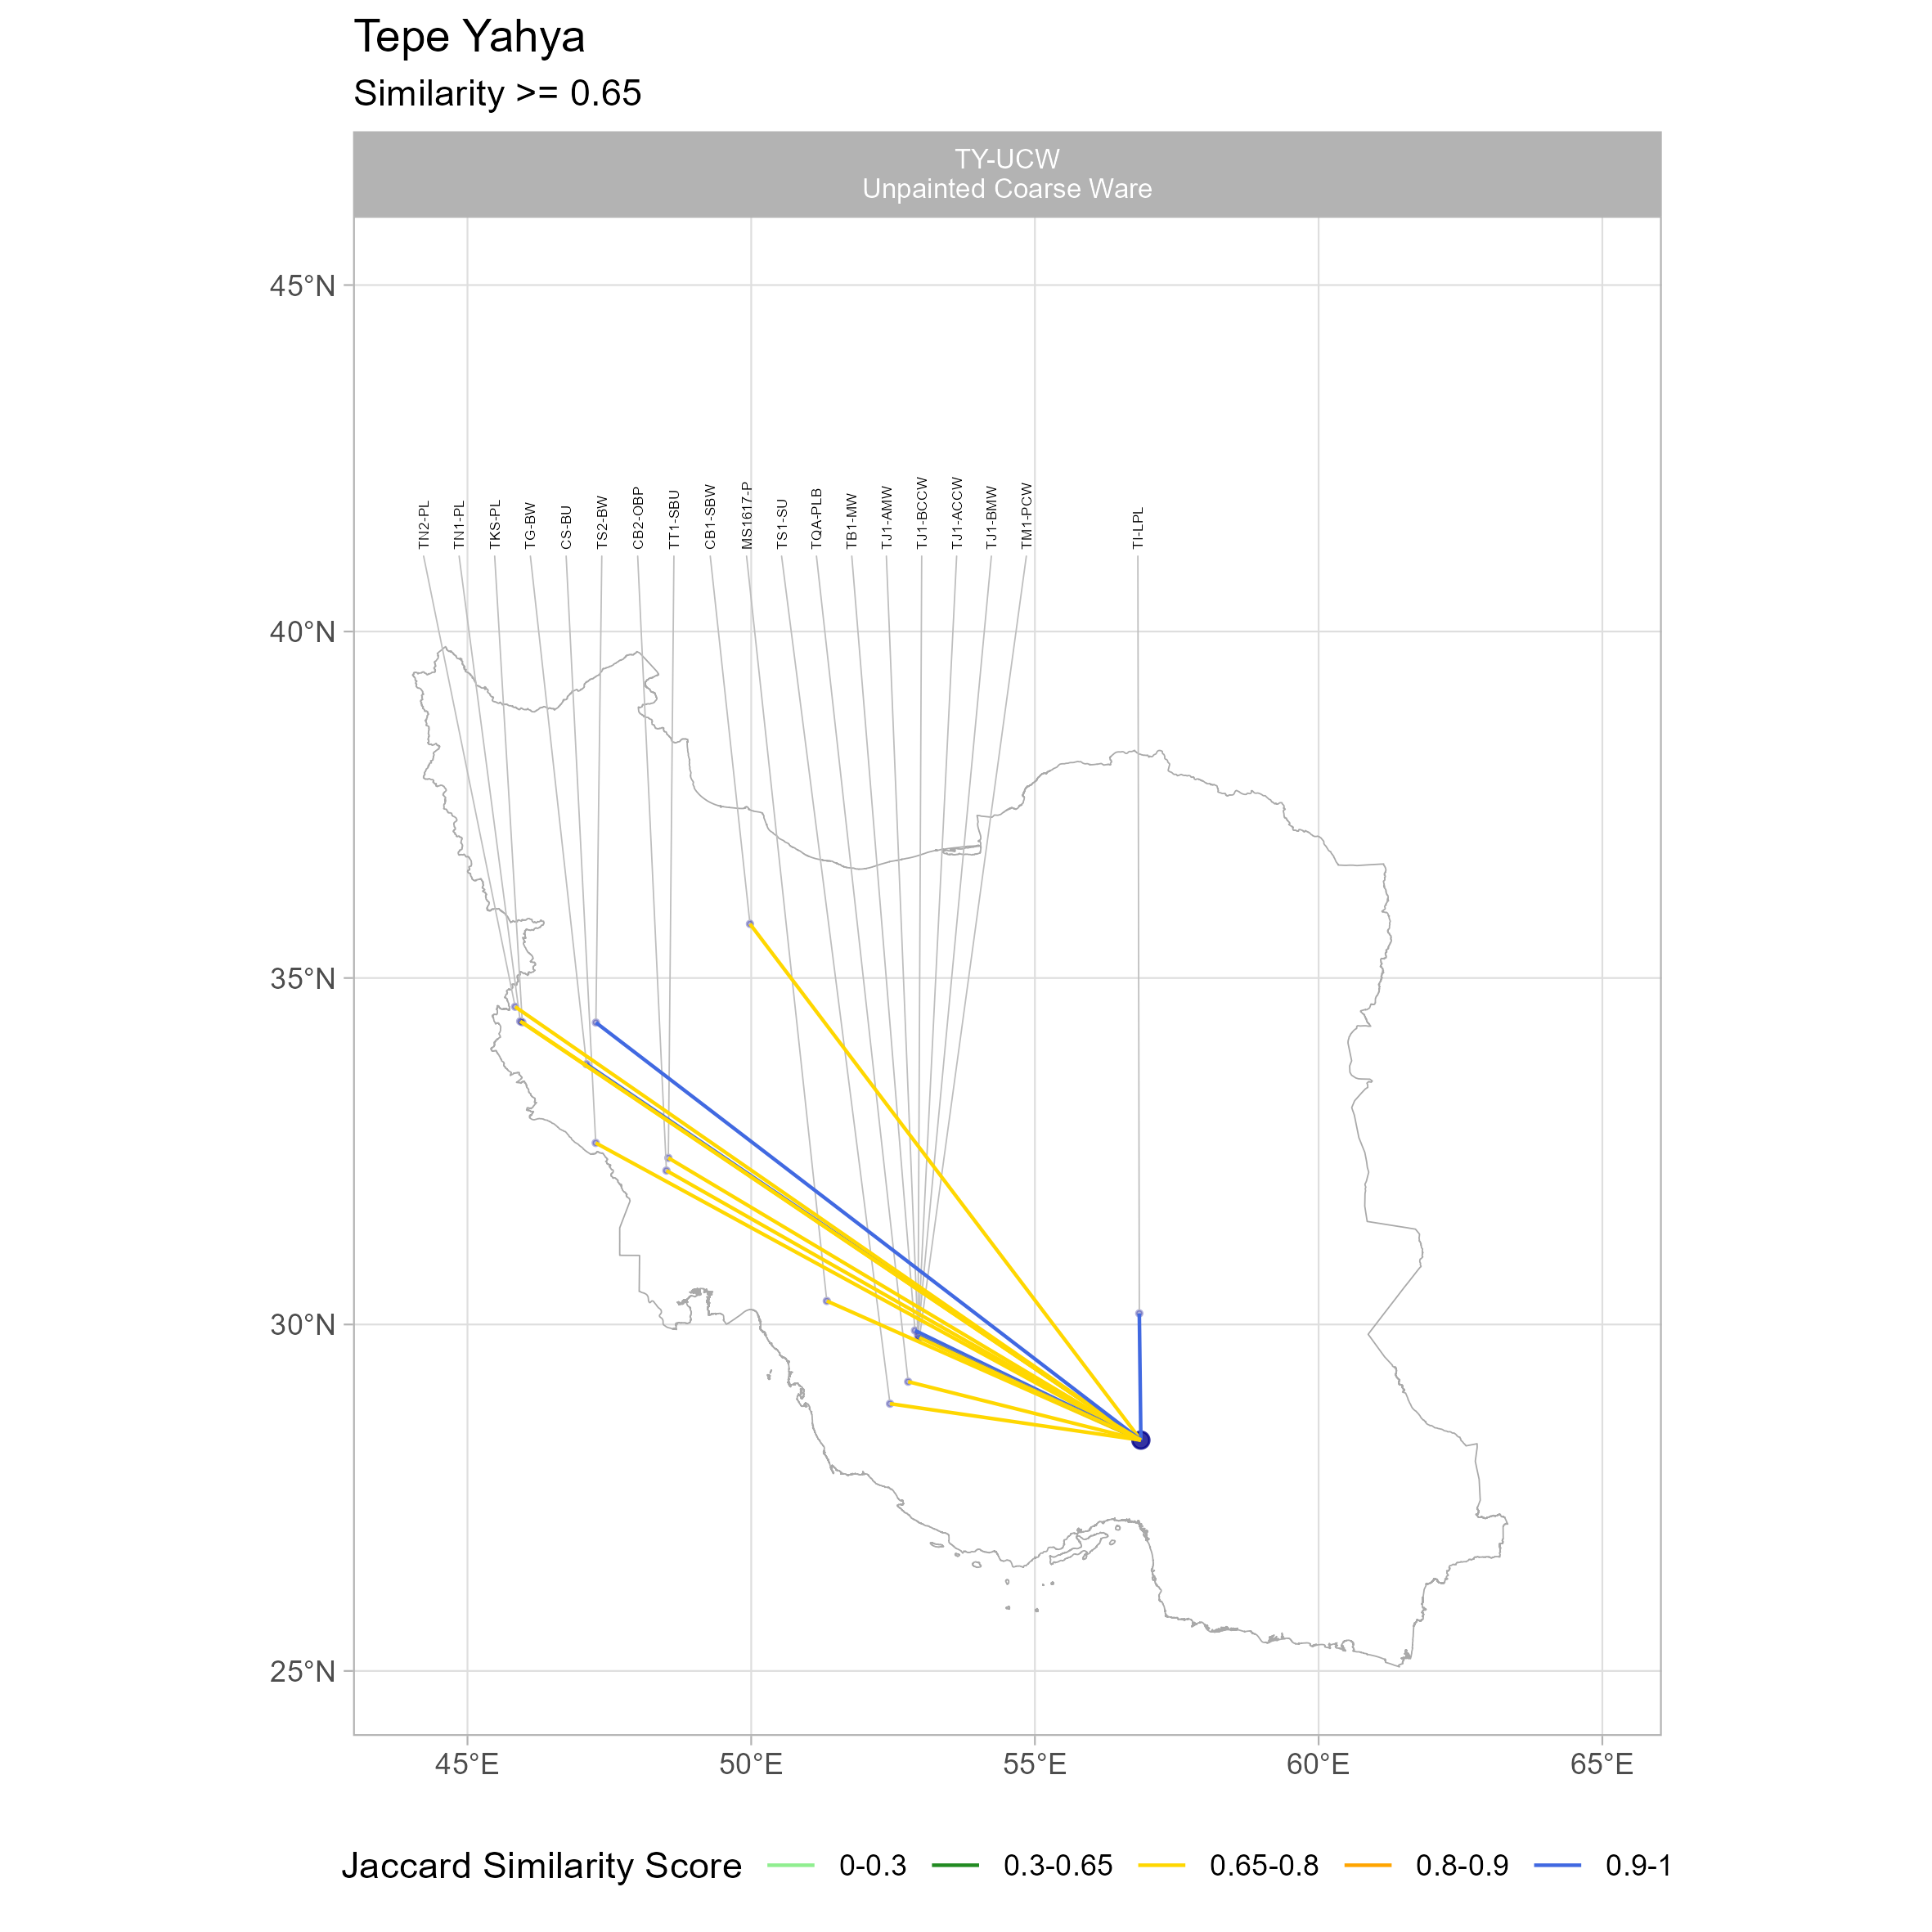 Tepe Yahya
Similarity >= 0.65
TY-UCW
Unpainted Coarse Ware
45°N
40°N
35°N
30°N
25°N
TN2-PL
TN1-PL
TKS-PL
TG-BW
CS-BU
TS2-BW
CB2-OBP
TT1-SBU
CB1-SBW
MS1617-P
TS1-SU
TQA-PLB
TB1-MW
TJ1-AMW
TJ1-BCCW
TJ1-ACCW
TJ1-BMW
TM1-PCW
TI-LPL
45°E
50°E
55°E
60°E
65°E
Jaccard Similarity Score 0-0.3 0.3-0.65 0.65-0.8 0.8-0.9 0.9-1